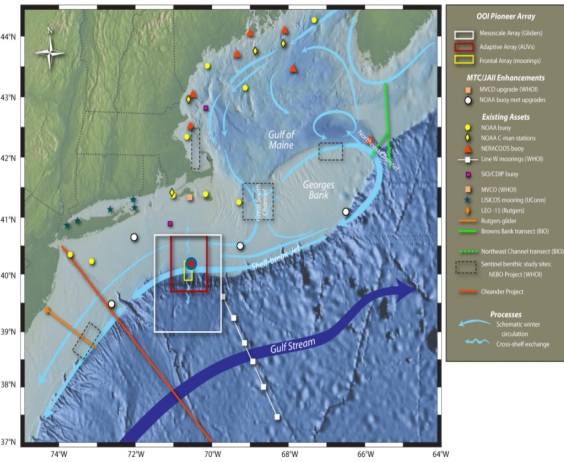 OOI Pioneer Array
Mesoscale Array (Gliders)
Adaptive Array (AUVs)
Frontal Array (moorings)
MTC/JAII Enhancements
MVCO upgrade (WHOI)
NOAA buoy met upgrades
Existing Assets
NOAA buoy
NOAA C-man stations
NERACOOS buoy
Line W moorings (WHOI)
SIO/CDIP buoy
MVCO (WHOI)
LISICOS mooring (UConn)
LEO -15 (Rutgers)
Rutgers glider
Browns Bank transect (BIO)
Northeast Channel transect (BIO)
Sentinel benthic study sites:
NEBO Project (WHOI)
Oleander Project
Processes
Schematic winter
circulation
Cross-shelf exchange
N
44°N
43°N
42°N
41°N
40°N
39°N
38°N
37°N
Gulf of
Maine
Georges
Bank
Shelf-break Jet
Gulf Stream
74°W
72°W
70°W
68°W
66°W
64°W